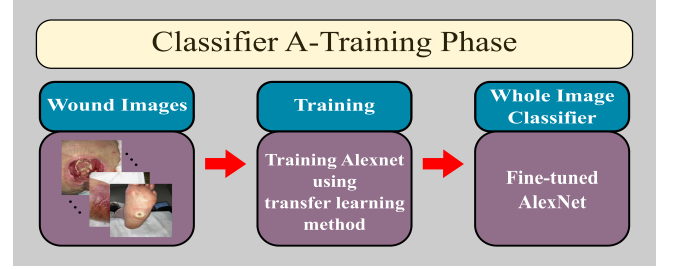 Classifier A-Training Phase
Wound Images
Training
Whole Image
Classifier
Training Alexnet
using
transfer learning
method
Fine-tuned
AlexNet